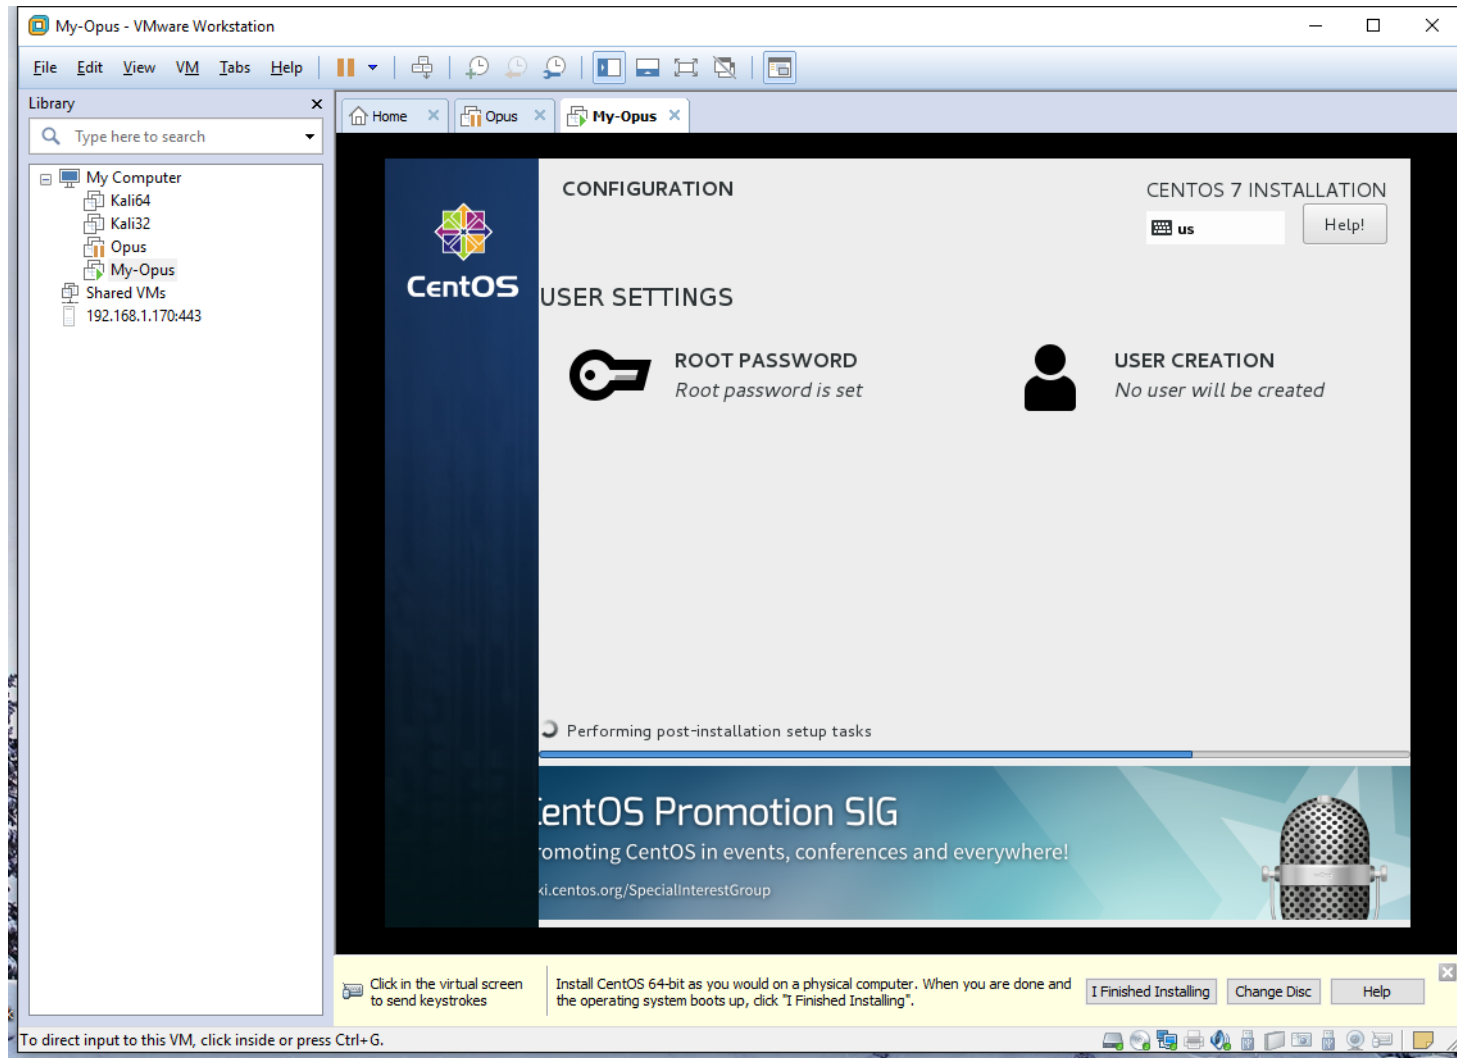 My-Opus - VMware Workstation
File Edit View VM Tabs Help
Library
Type here to search
My Computer
Kali64
Kali32
Opus
My-Opus
Shared VMs
192.168.1.170:443
Home
Opus
My-Opus
CentOS
CONFIGURATION
CENTOS 7 INSTALLATION
us
Help!
USER SETTINGS
ROOT PASSWORD
Root password is set
USER CREATION
No user will be created
Performing post-installation setup tasks
entOS Promotion SIG
romoting CentOS in events, conferences and everywhere!
ki.centos.org/SpecialInterestGroup
Click in the virtual screen
to send keystrokes
Install CentOS 64-bit as you would on a physical computer. When you are done and
the operating system boots up, click "I Finished Installing".
I Finished Installing
Change Disc
Help
To direct input to this VM, click inside or press Ctrl+G.